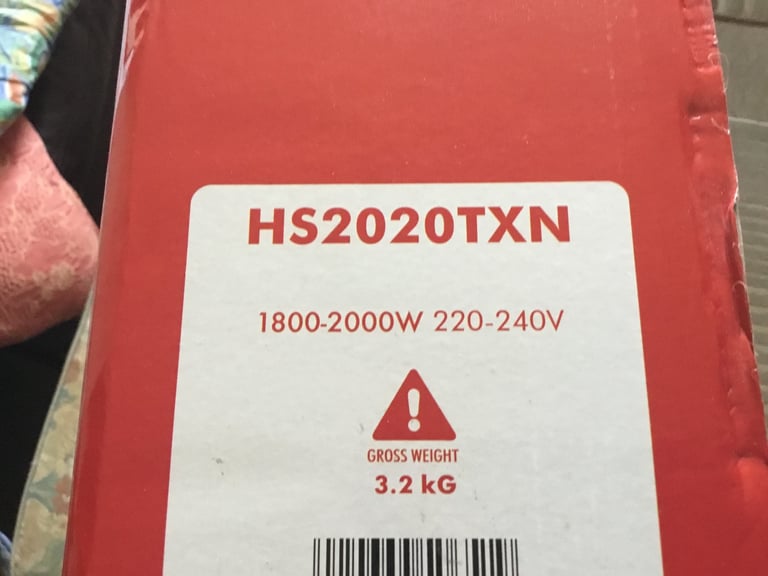 HS2020TXN
1800-2000W 220-240V
GROSS WEIGHT
3.2 kG